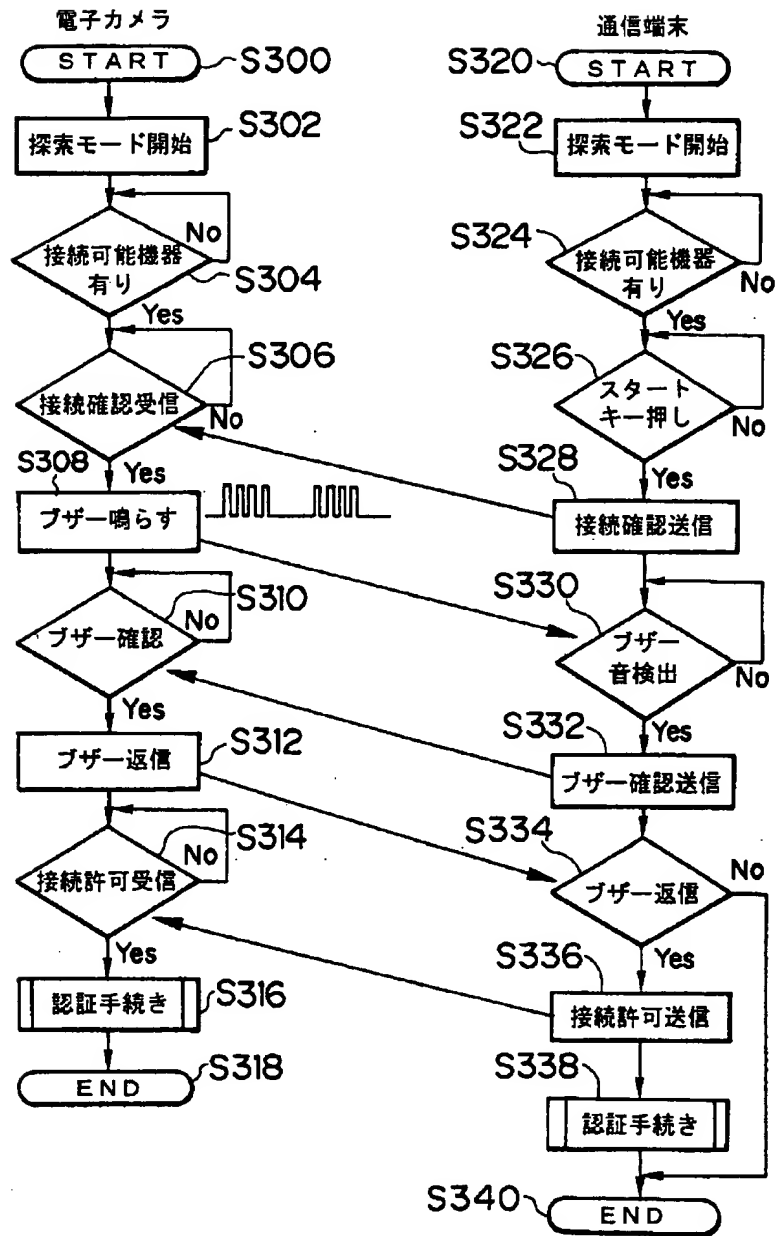 電子カメラ
START
S300
探索モード開始
S302
No
接続可能機器
有り
S304
Yes
S306
接続確認受信
No
S308
Yes
ブザー鳴らす
S310
No
ブザー確認
Yes
S312
ブザー返信
S314
No
接続許可受信
Yes
認証手続き
S316
END
S318
通信端末
S320
START
S322
探索モード開始
S324
接続可能機器
有り
No
Yes
S326
スタート
キー押し
No
S328
Yes
接続確認送信
S330
ブザー
音検出
No
S332
Yes
ブザー確認送信
S334
No
ブザー返信
S336
Yes
接続許可送信
S338
認証手続き
S340
END